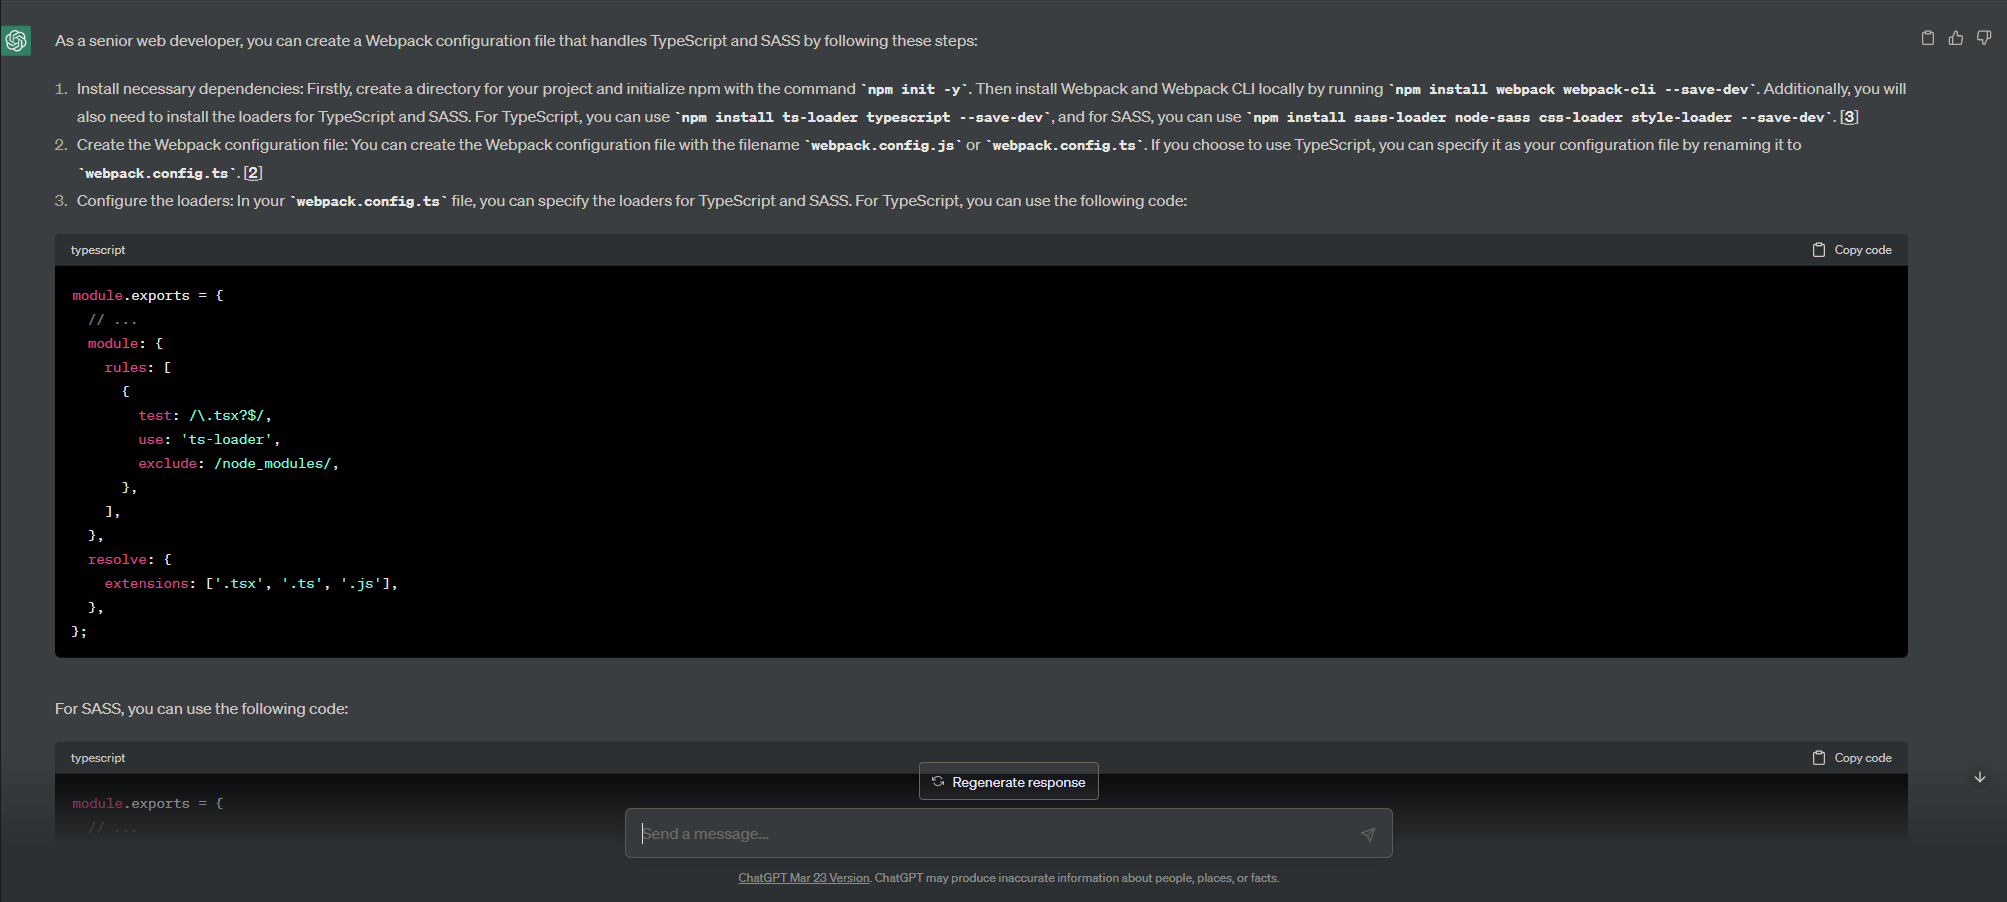 As a senior web developer, you can create a Webpack configuration file that handles TypeScript and SASS by following these steps:
1. Install necessary dependencies: Firstly, create a directory for your project and initialize npm with the command `npm init -y`. Then install Webpack and Webpack CLI locally by running `npm install webpack webpack-cli --save-dev`. Additionally, you will
also need to install the loaders for TypeScript and SASS. For TypeScript, you can use `npm install ts-loader typescript --save-dev`, and for SASS, you can use `npm install sass-loader node-sass css-loader style-loader --save-dev`. [3]
2. Create the Webpack configuration file: You can create the Webpack configuration file with the filename `webpack.config.js` or `webpack.config.ts`. If you choose to use TypeScript, you can specify it as your configuration file by renaming it to
`webpack.config.ts`. [2]
3. Configure the loaders: In your `webpack.config.ts` file, you can specify the loaders for TypeScript and SASS. For TypeScript, you can use the following code:
typescript Copy code
module.exports = {
  // ...
  module: {
    rules: [
      {
        test: /\.tsx?$/,
        use: 'ts-loader',
        exclude: /node_modules/,
      },
    ],
  },
  resolve: {
    extensions: ['.tsx', '.ts', '.js'],
  },
};
For SASS, you can use the following code:
typescript Copy code
module.exports = {
  // ...
Regenerate response
Send a message...
ChatGPT Mar 23 Version. ChatGPT may produce inaccurate information about people, places, or facts.